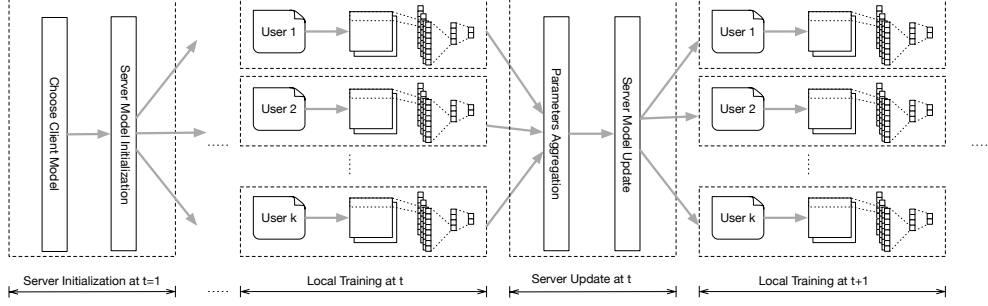 Choose Client Model
Server Model Initialization
......
User 1
User 2
......
User k
Parameters Aggregation
Server Model Update
User 1
User 2
......
User k
......
Server Initialization at t=1
......
Local Training at t
Server Update at t
Local Training at t+1